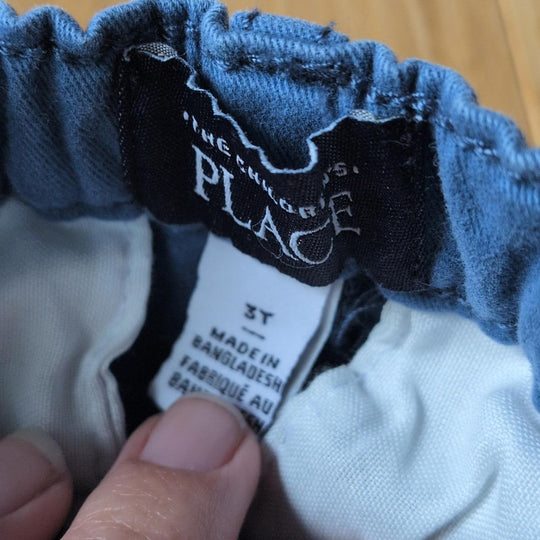 THE CHILDREN'S
PLACE
3T
MADE IN
BANGLADESH
FABRIQUÉ AU